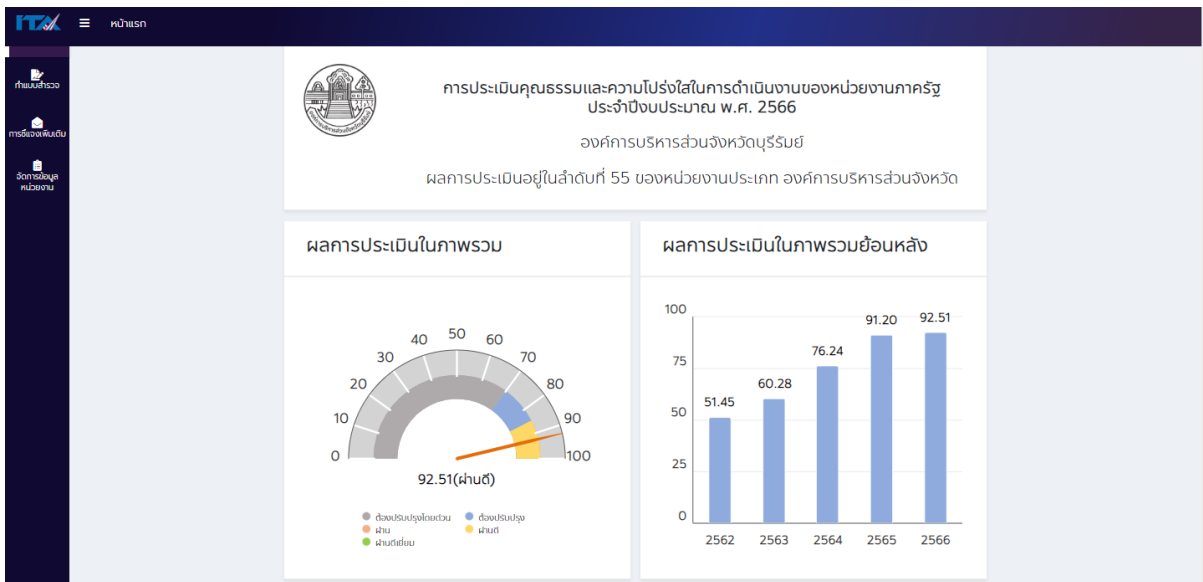 ITA
หน้าแรก
ทำแบบสำรวจ
การชี้แจงเพิ่มเติม
จัดการข้อมูล
หน่วยงาน
การประเมินคุณธรรมและความโปร่งใสในการดำเนินงานของหน่วยงานภาครัฐ
ประจำปีงบประมาณ พ.ศ. 2566
องค์การบริหารส่วนจังหวัดบุรีรัมย์
ผลการประเมินอยู่ในลำดับที่ 55 ของหน่วยงานประเภท องค์การบริหารส่วนจังหวัด
ผลการประเมินในภาพรวม
0
10
20
30
40
50
60
70
80
90
100
92.51(ผ่านดี)
ต้องปรับปรุงโดยด่วน
ต้องปรับปรุง
ผ่าน
ผ่านดี
ผ่านดีเยี่ยม
ผลการประเมินในภาพรวมย้อนหลัง
100
75
50
25
0
51.45
60.28
76.24
91.20
92.51
2562
2563
2564
2565
2566